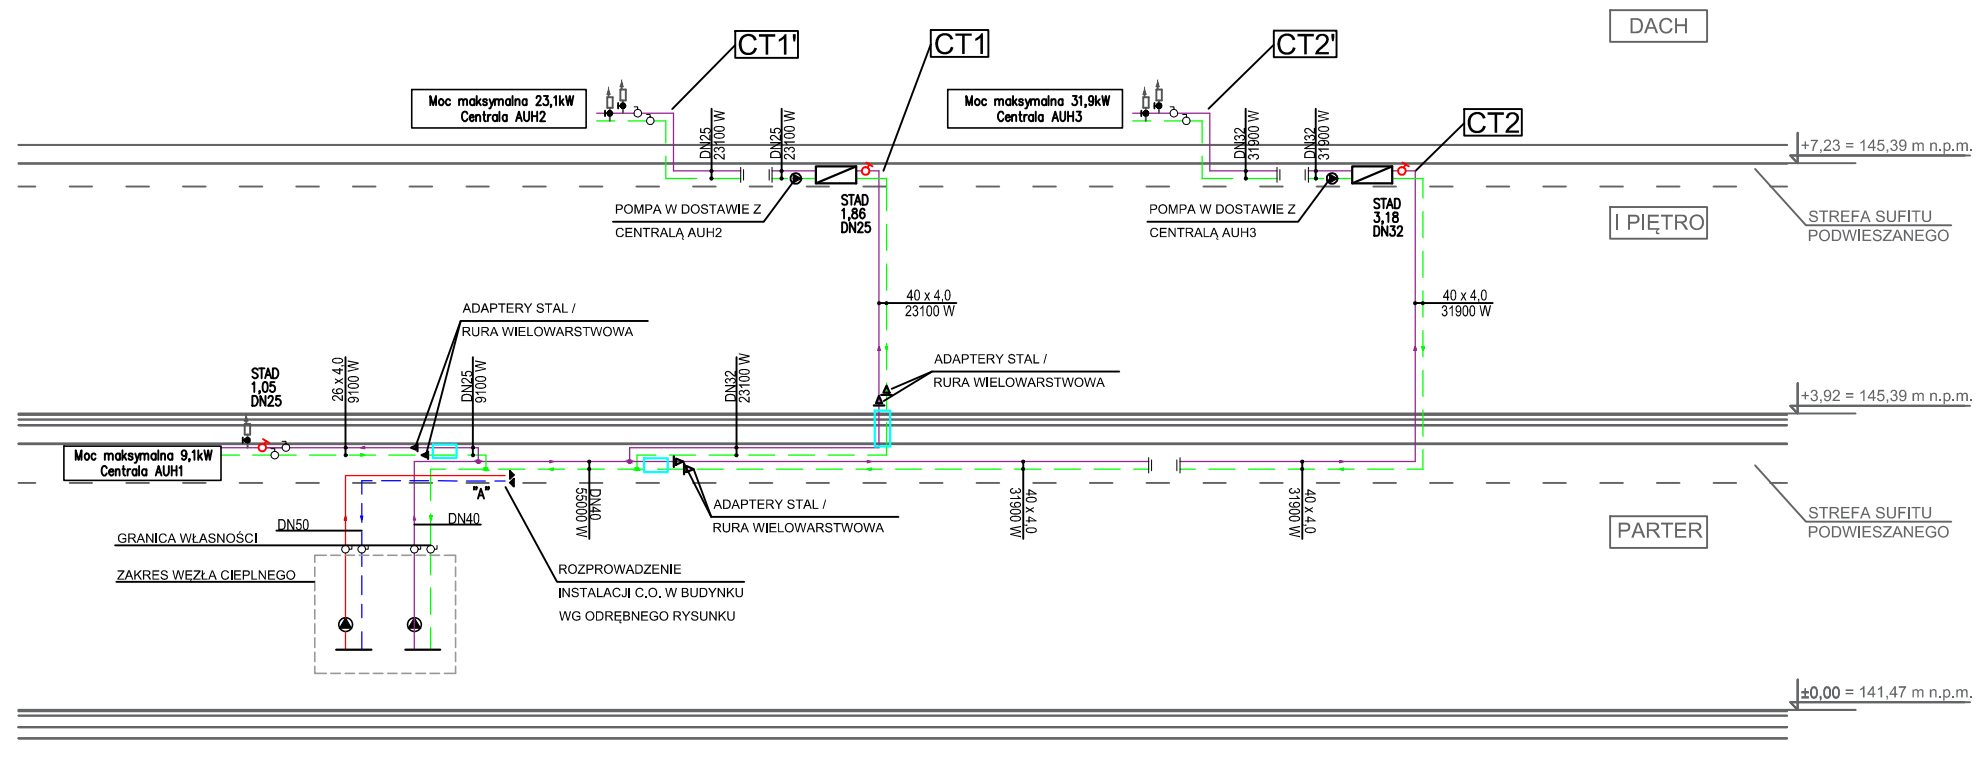 DACH
CT1'
CT1
CT2'
CT2
Moc maksymalna 23,1kW
Centrala AUH2
DN25
23100 W
DN25
23100 W
Moc maksymalna 31,9kW
Centrala AUH3
DN32
31900 W
DN32
31900 W
+7,23 = 145,39 m n.p.m.
POMPA W DOSTAWIE Z
CENTRALĄ AUH2
STAD
1,86
DN25
POMPA W DOSTAWIE Z
CENTRALĄ AUH3
STAD
3,18
DN32
I PIĘTRO
STREFA SUFITU
PODWIESZANEGO
40 x 4,0
23100 W
40 x 4,0
31900 W
ADAPTERY STAL /
RURA WIELOWARSTWOWA
STAD
1,05
DN25
26 x 4,0
9100 W
DN25
9100 W
DN32
23100 W
ADAPTERY STAL /
RURA WIELOWARSTWOWA
+3,92 = 145,39 m n.p.m.
Moc maksymalna 9,1kW
Centrala AUH1
"A"
DN40
55000 W
40 x 4,0
31900 W
40 x 4,0
31900 W
ADAPTERY STAL /
RURA WIELOWARSTWOWA
DN50
DN40
GRANICA WŁASNOŚCI
ZAKRES WĘZŁA CIEPLNEGO
ROZPROWADZENIE
INSTALACJI C.O. W BUDYNKU
WG ODRĘBNEGO RYSUNKU
PARTER
STREFA SUFITU
PODWIESZANEGO
±0,00 = 141,47 m n.p.m.